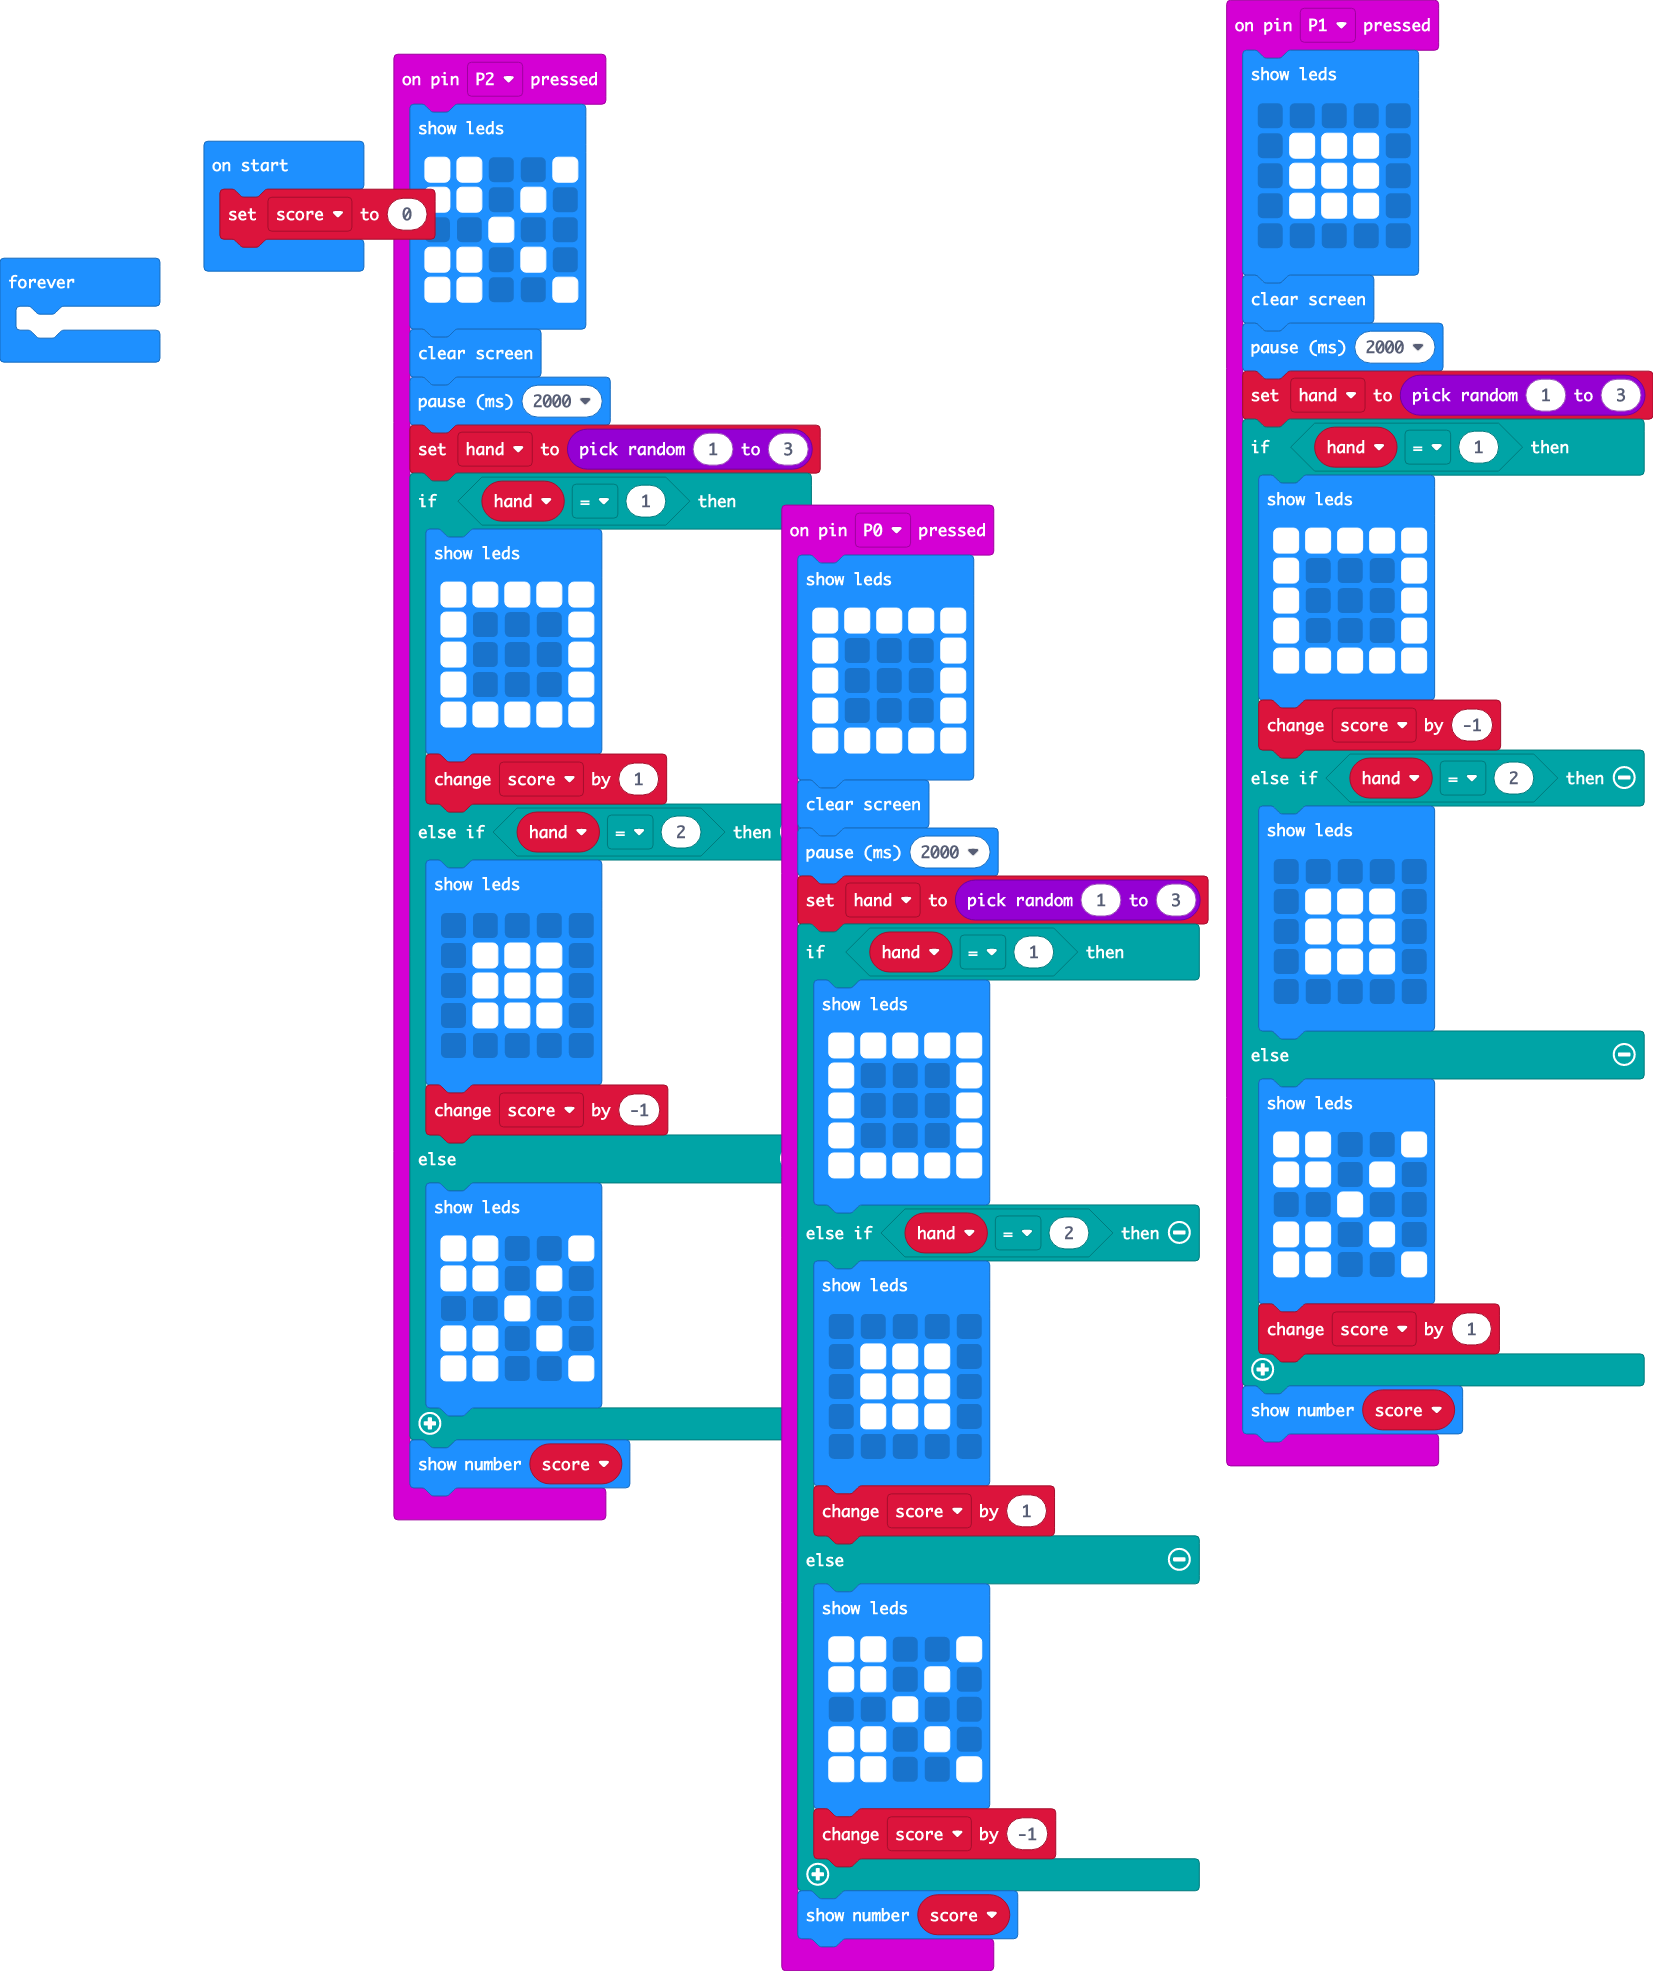 forever
on start
set score to 0
on pin P2 pressed
show leds
clear screen
pause (ms) 2000
set hand to pick random 1 to 3
if hand = 1 then
show leds
change score by 1
else if hand = 2 then
show leds
change score by -1
else
show leds
show number score
on pin P0 pressed
show leds
clear screen
pause (ms) 2000
set hand to pick random 1 to 3
if hand = 1 then
show leds
else if hand = 2 then
show leds
change score by 1
else
show leds
change score by -1
show number score
on pin P1 pressed
show leds
clear screen
pause (ms) 2000
set hand to pick random 1 to 3
if hand = 1 then
show leds
change score by -1
else if hand = 2 then
show leds
else
show leds
change score by 1
show number score